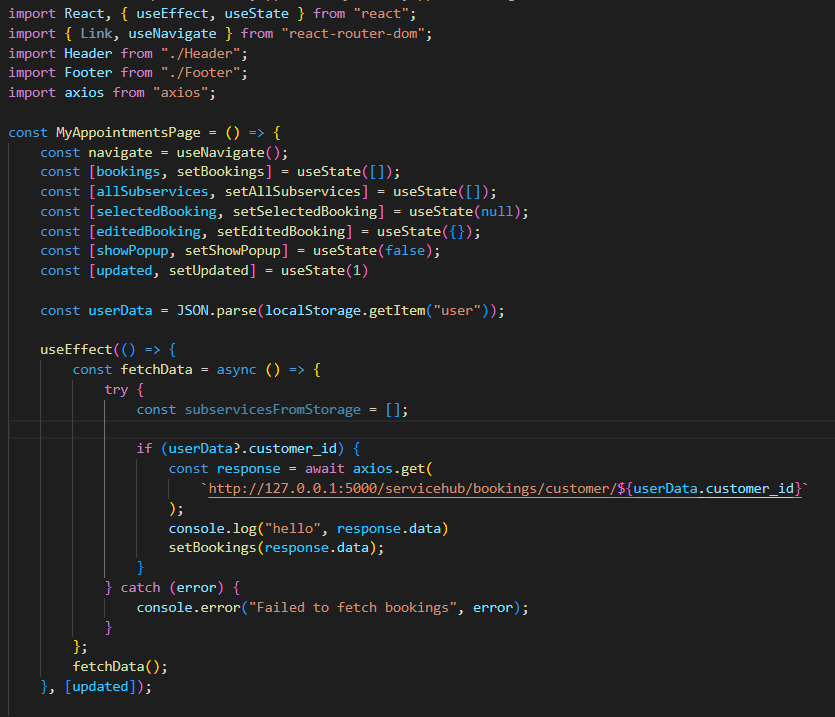 import React, { useEffect, useState } from "react";
import { Link, useNavigate } from "react-router-dom";
import Header from "./Header";
import Footer from "./Footer";
import axios from "axios";

const MyAppointmentsPage = () => {
    const navigate = useNavigate();
    const [bookings, setBookings] = useState([]);
    const [allSubservices, setAllSubservices] = useState([]);
    const [selectedBooking, setSelectedBooking] = useState(null);
    const [editedBooking, setEditedBooking] = useState({});
    const [showPopup, setShowPopup] = useState(false);
    const [updated, setUpdated] = useState(1)

    const userData = JSON.parse(localStorage.getItem("user"));

    useEffect(() => {
        const fetchData = async () => {
            try {
                const subservicesFromStorage = [];

                if (userData?.customer_id) {
                    const response = await axios.get(
                        `http://127.0.0.1:5000/servicehub/bookings/customer/${userData.customer_id}`
                    );
                    console.log("hello", response.data)
                    setBookings(response.data);
                }
            } catch (error) {
                console.error("Failed to fetch bookings", error);
            }
        };
        fetchData();
    }, [updated]);